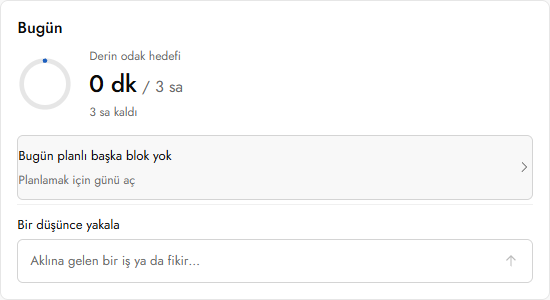 Bugün
Derin odak hedefi
0 dk / 3 sa
3 sa kaldı
Bugün planlı başka blok yok
Planlamak için günü aç
Bir düşünce yakala
Aklına gelen bir iş ya da fikir...